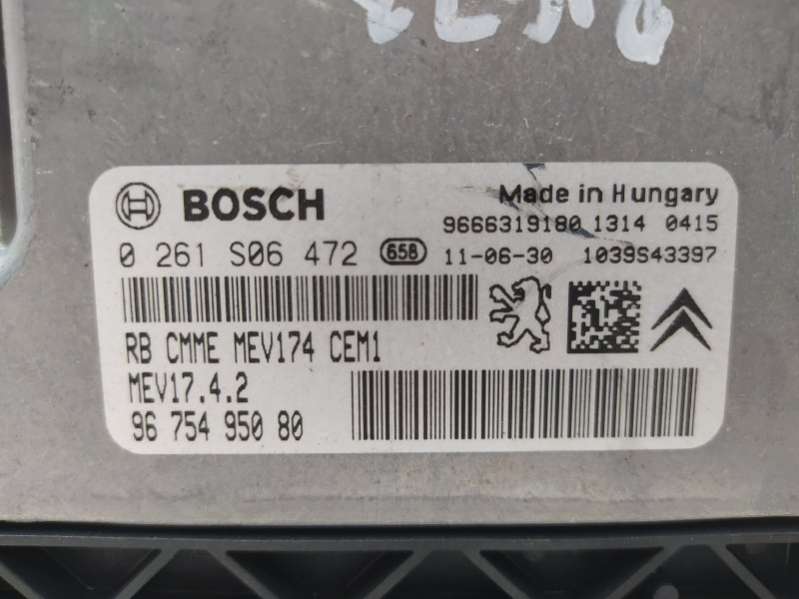 BOSCH
Made in Hungary
9666319180 1314 0415
0 261 S06 472 658 11-06-30 1039S43397
RB CMME MEV174 CEM1
MEV17.4.2
96 754 950 80